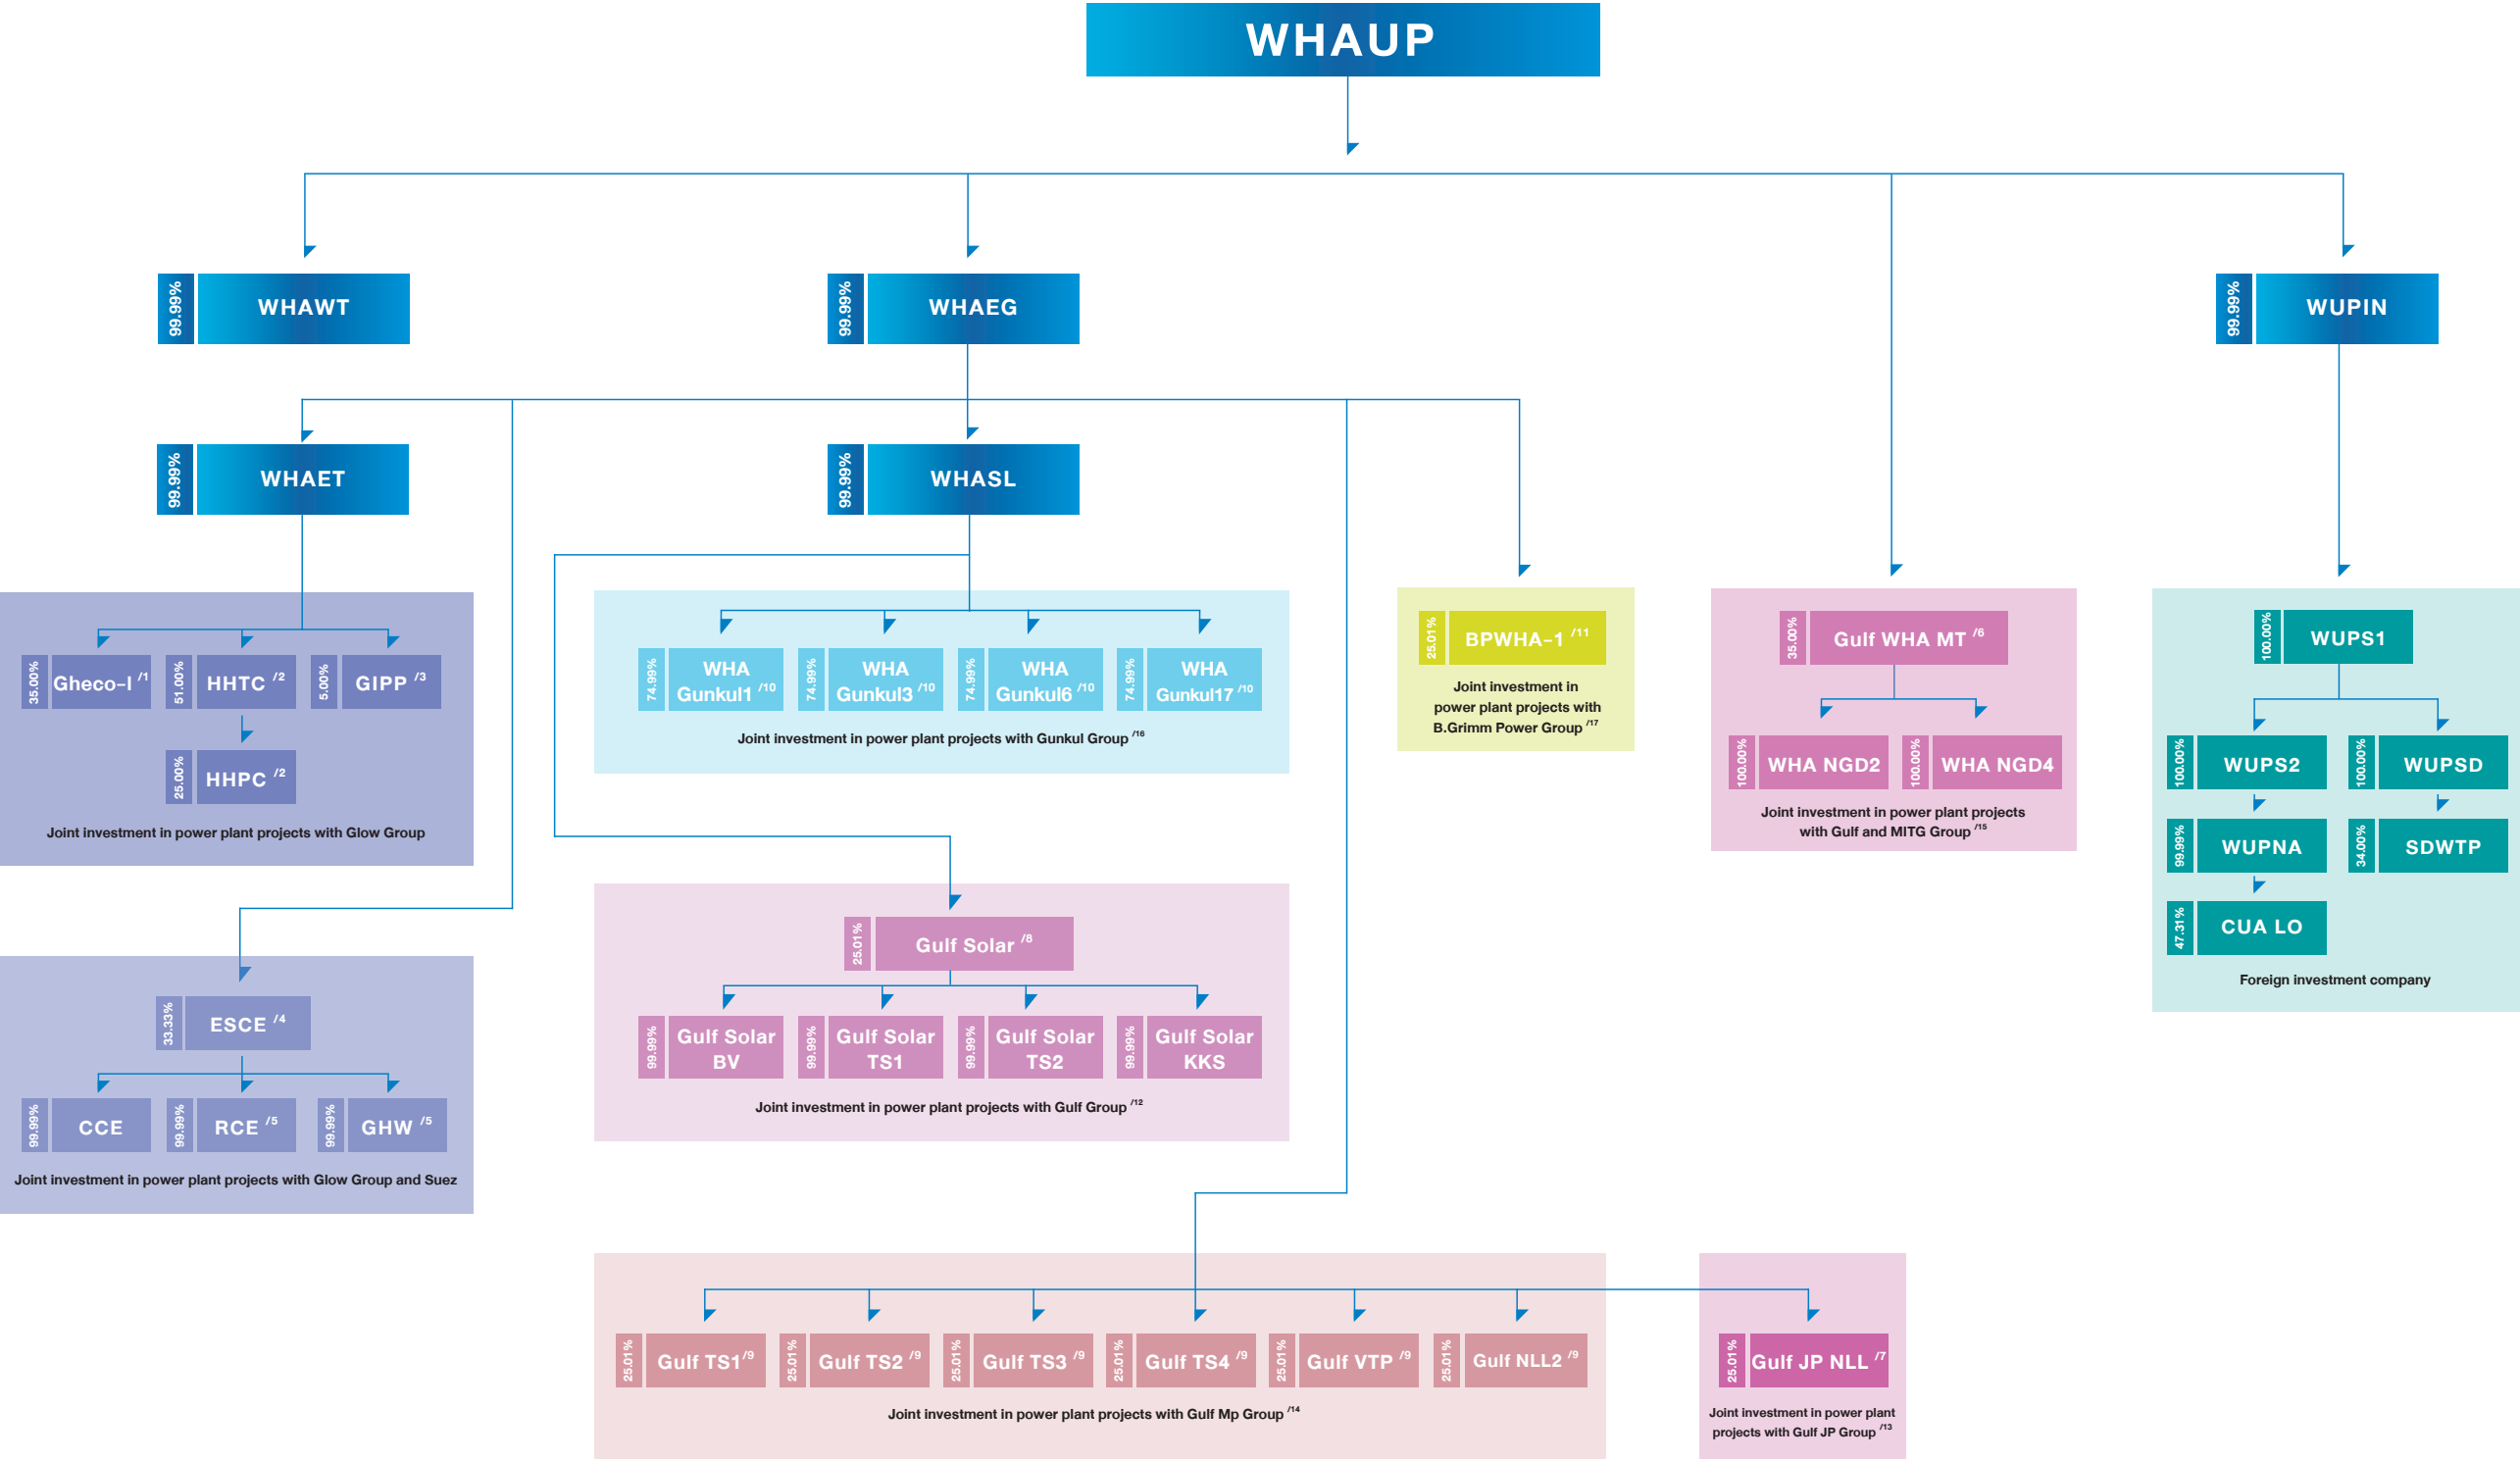 WHAUP
99.99%
WHAWT
99.99%
WHAEG
99.99%
WUPIN
99.99%
WHAET
99.99%
WHASL
35.00%
Gheco-I /1
51.00%
HHTC /2
5.00%
GIPP /3
25.00%
HHPC /2
Joint investment in power plant projects with Glow Group
74.99%
WHA
Gunkul1 /10
74.99%
WHA
Gunkul3 /10
74.99%
WHA
Gunkul6 /10
74.99%
WHA
Gunkul17 /10
Joint investment in power plant projects with Gunkul Group /16
25.01%
BPWHA-1 /11
Joint investment in
power plant projects with
B.Grimm Power Group /17
35.00%
Gulf WHA MT /6
100.00%
WHA NGD2
100.00%
WHA NGD4
Joint investment in power plant projects
with Gulf and MITG Group /15
100.00%
WUPS1
100.00%
WUPS2
100.00%
WUPSD
99.99%
WUPNA
34.00%
SDWTP
47.31%
CUA LO
Foreign investment company
33.33%
ESCE /4
99.99%
CCE
99.99%
RCE /5
99.99%
GHW /5
Joint investment in power plant projects with Glow Group and Suez
25.01%
Gulf Solar /8
99.99%
Gulf Solar
BV
99.99%
Gulf Solar
TS1
99.99%
Gulf Solar
TS2
99.99%
Gulf Solar
KKS
Joint investment in power plant projects with Gulf Group /12
25.01%
Gulf TS1 /9
25.01%
Gulf TS2 /9
25.01%
Gulf TS3 /9
25.01%
Gulf TS4 /9
25.01%
Gulf VTP /9
25.01%
Gulf NLL2 /9
Joint investment in power plant projects with Gulf Mp Group /14
25.01%
Gulf JP NLL /7
Joint investment in power plant
projects with Gulf JP Group /13